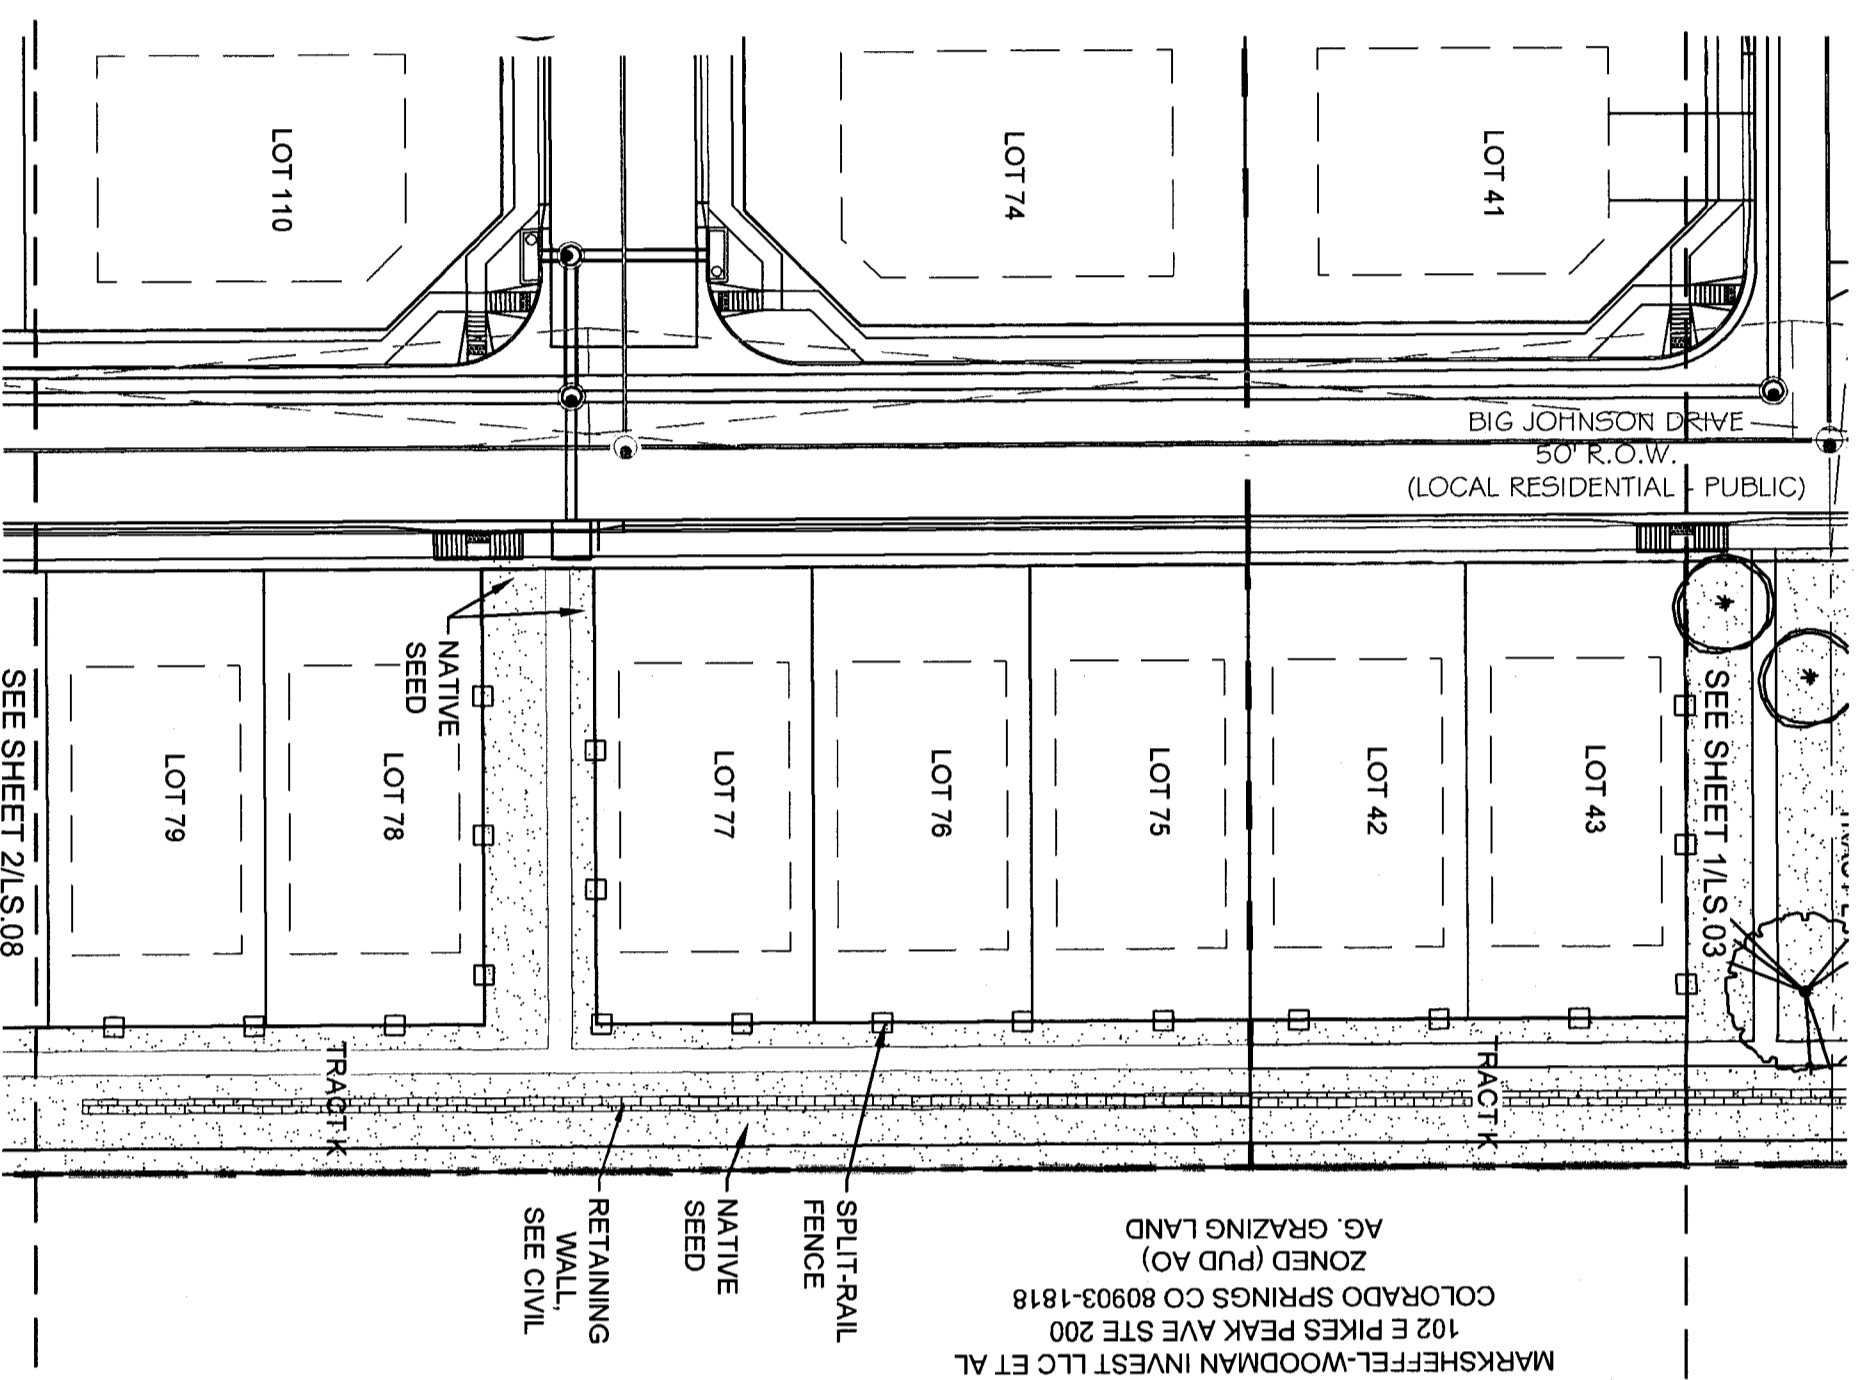 LOT 110
LOT 74
LOT 41
BIG JOHNSON DRIVE
50' R.O.W.
(LOCAL RESIDENTIAL - PUBLIC)
NATIVE
SEED
LOT 79
LOT 78
LOT 77
LOT 76
LOT 75
LOT 42
LOT 43
SEE SHEET 2/LS.08
SEE SHEET 1/LS.03
TRACT K
TRACT K
RETAINING
WALL,
SEE CIVIL
NATIVE
SEED
SPLIT-RAIL
FENCE
MARKSHEFFEL-WOODMAN INVEST LLC ET AL
102 E PIKES PEAK AVE STE 200
COLORADO SPRINGS CO 80903-1818
ZONED (PUD AO)
AG. GRAZING LAND